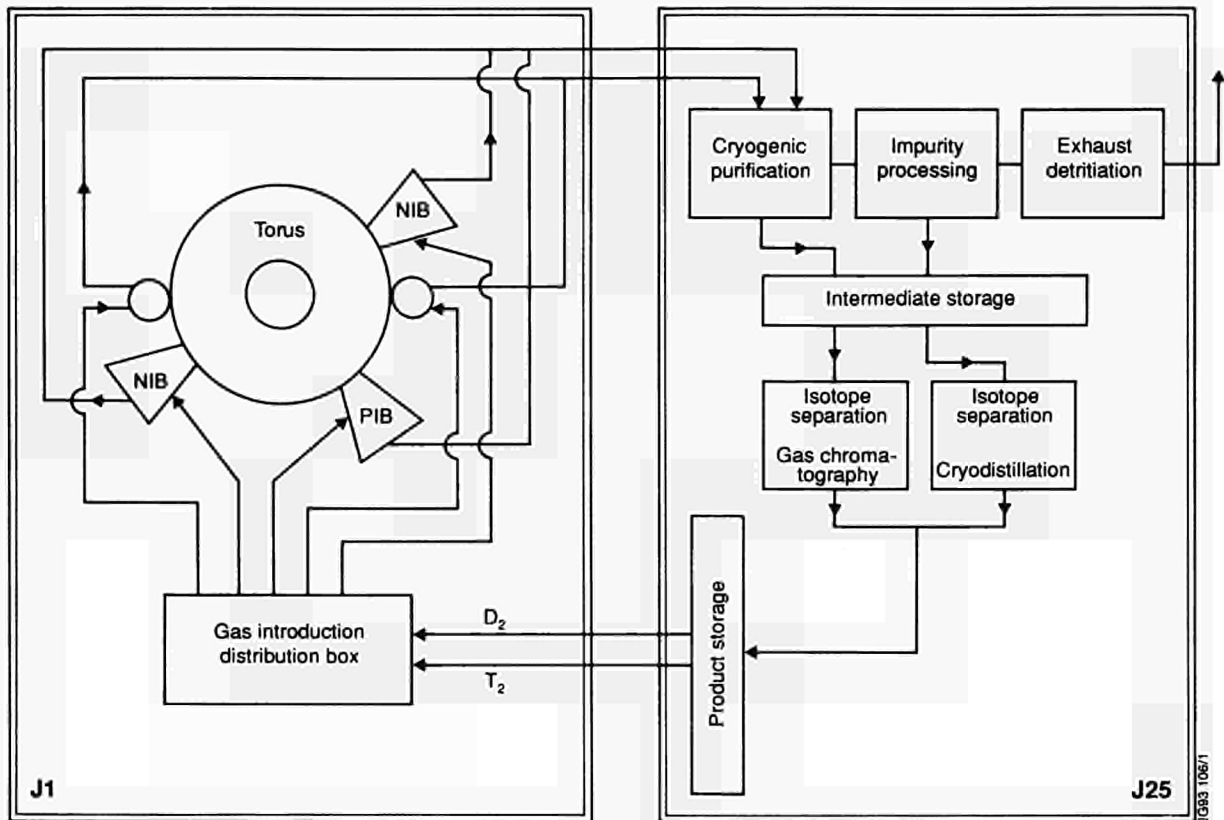 Torus
NIB
NIB
PIB
Gas introduction
distribution box
D₂
T₂
J1
Cryogenic
purification
Impurity
processing
Exhaust
detritiation
Intermediate storage
Isotope
separation
Gas chroma-
tography
Isotope
separation
Cryodistillation
Product storage
J25
IG93 106/1